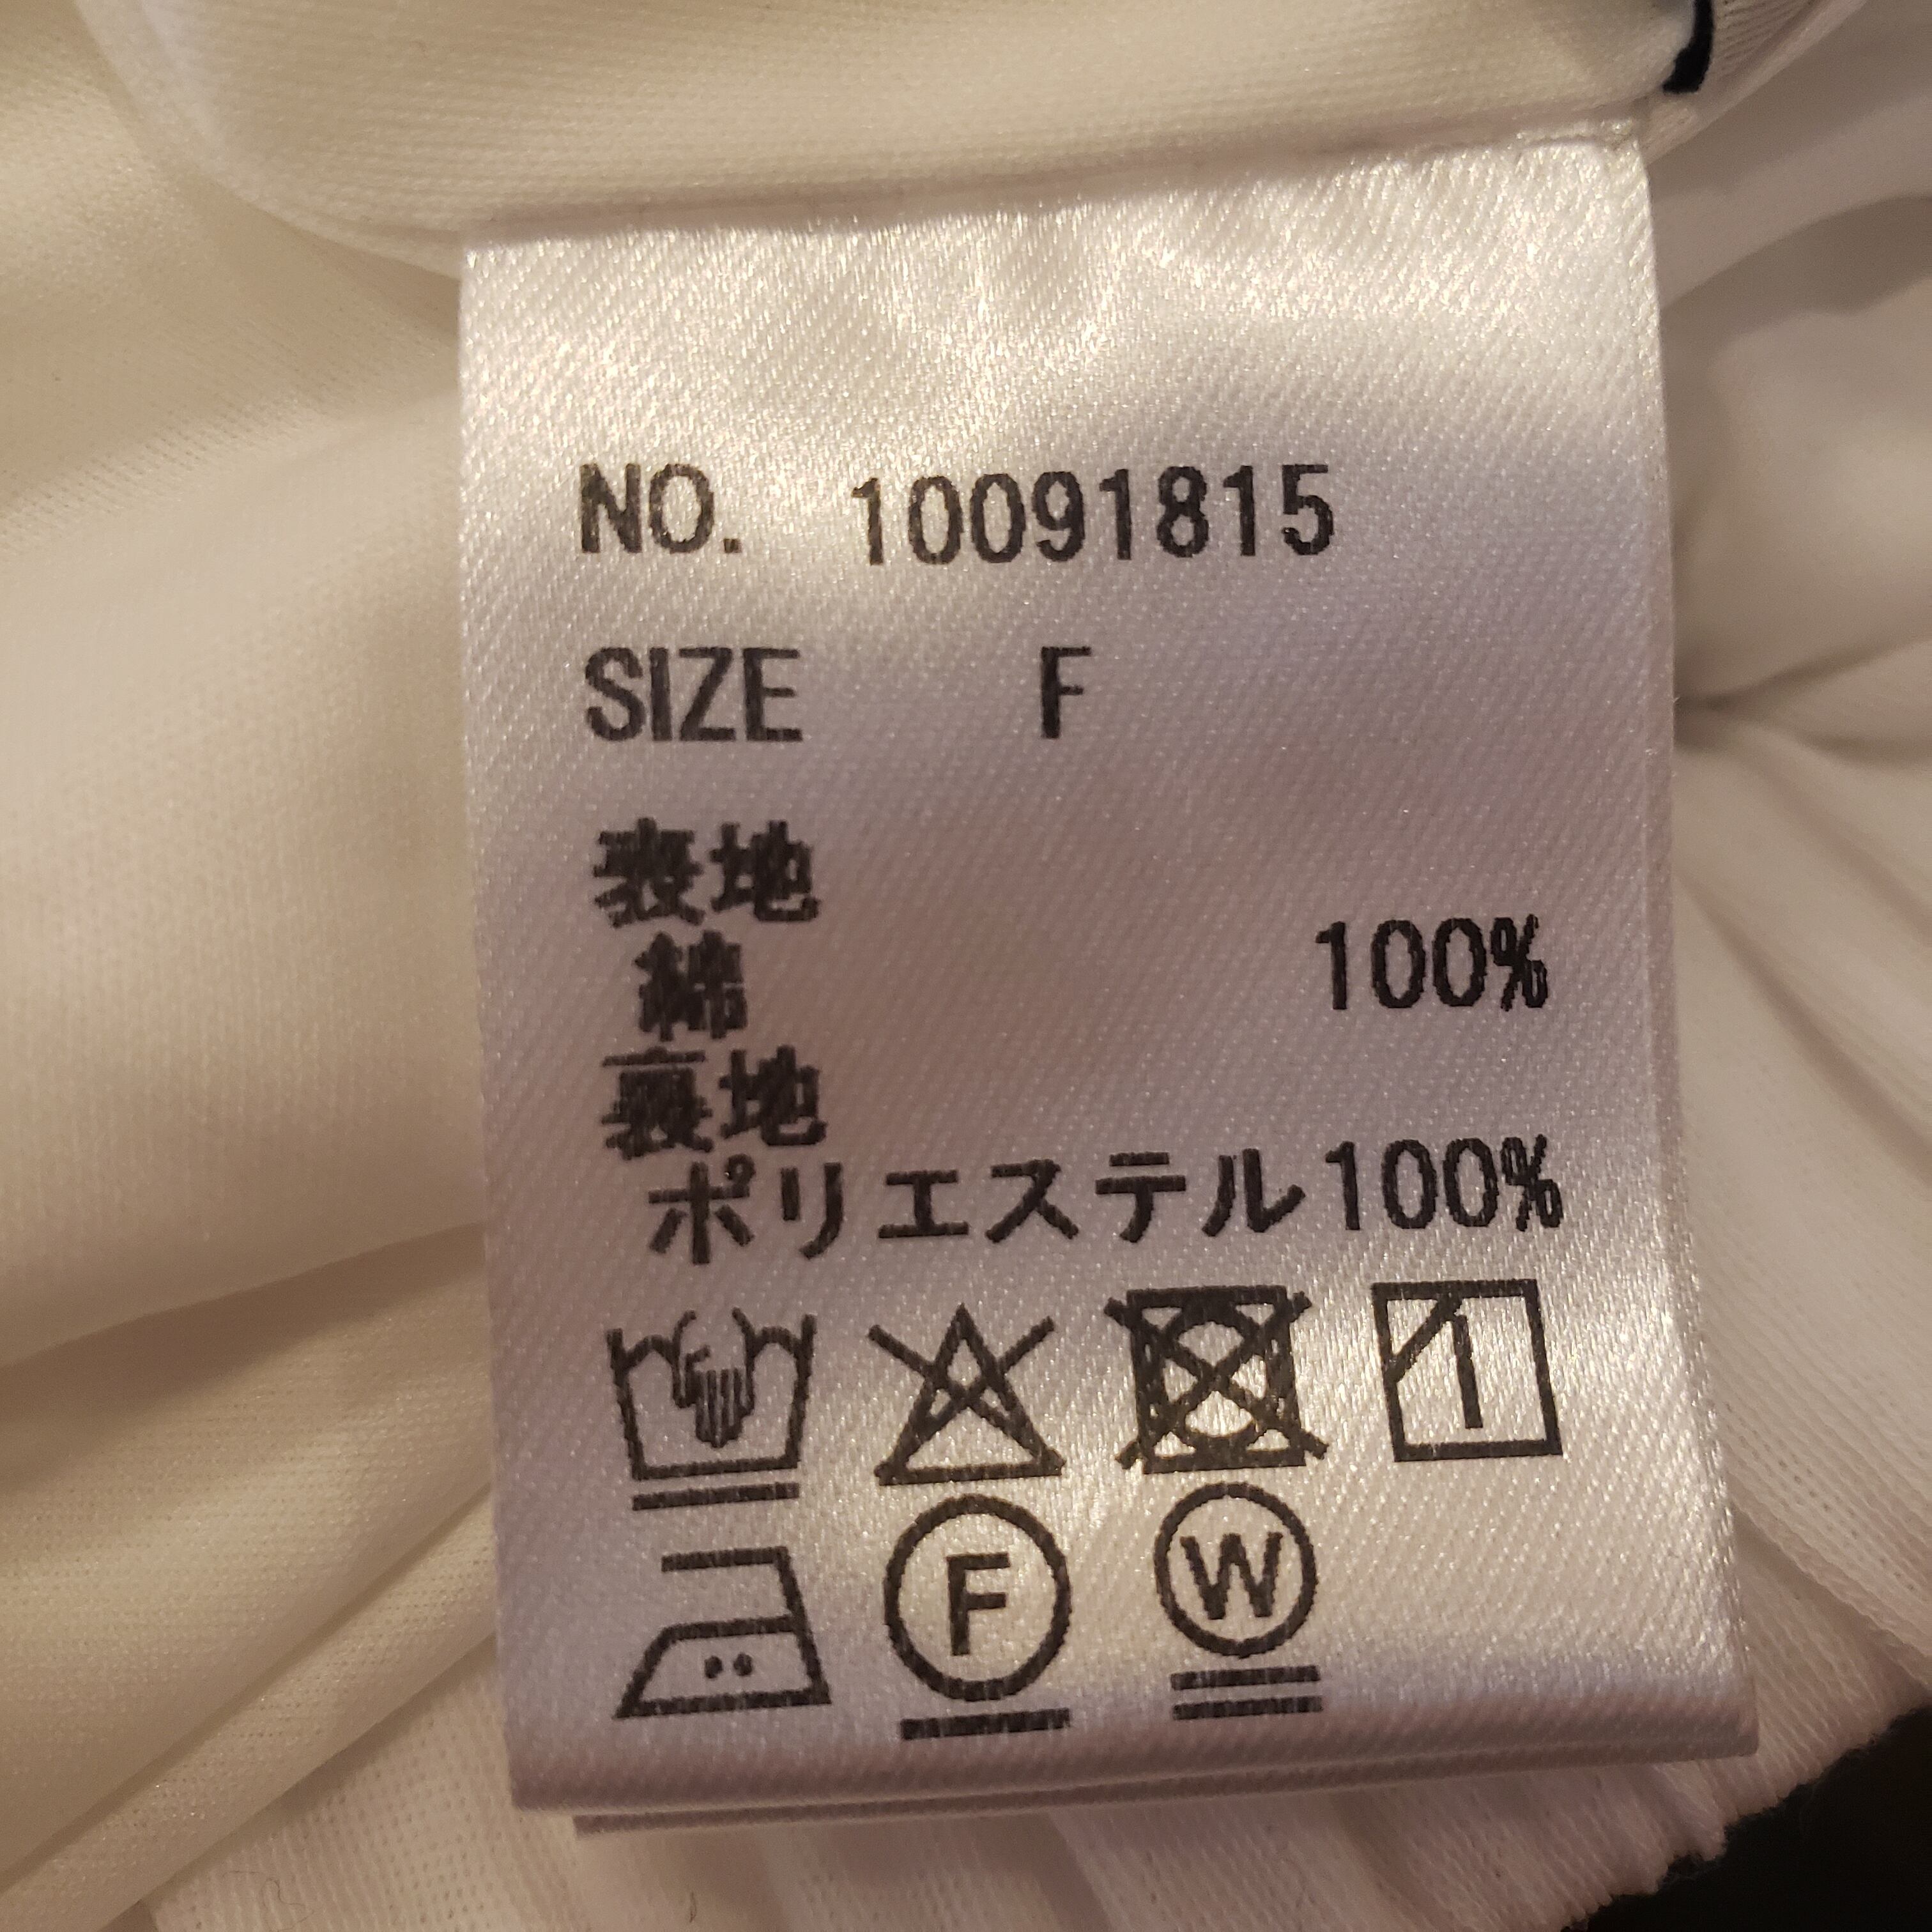 NO. 10091815
SIZE F
表地
綿 100%
裏地
ポリエステル100%
F W